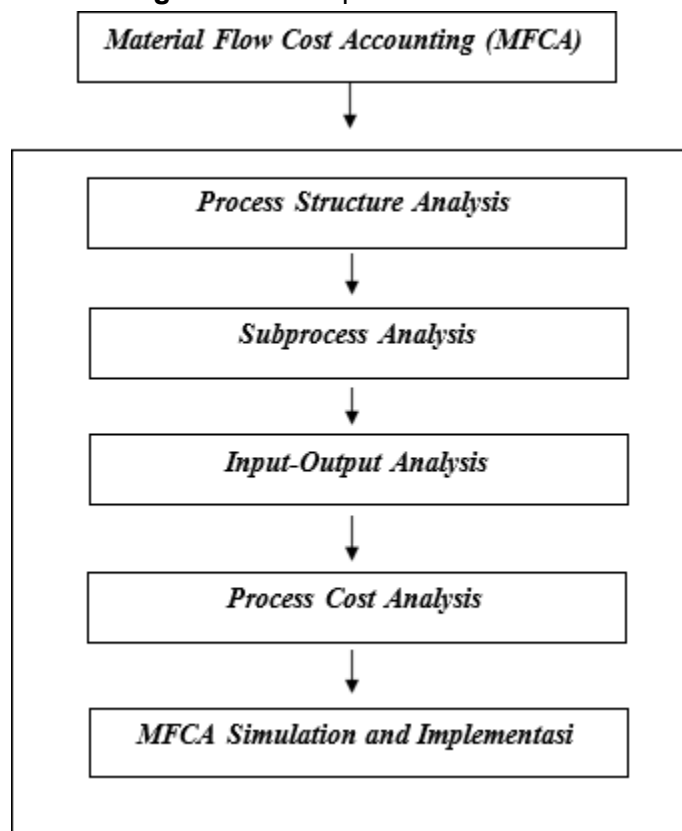 Material Flow Cost Accounting (MFCA)
Process Structure Analysis
Subprocess Analysis
Input-Output Analysis
Process Cost Analysis
MFCA Simulation and Implementasi